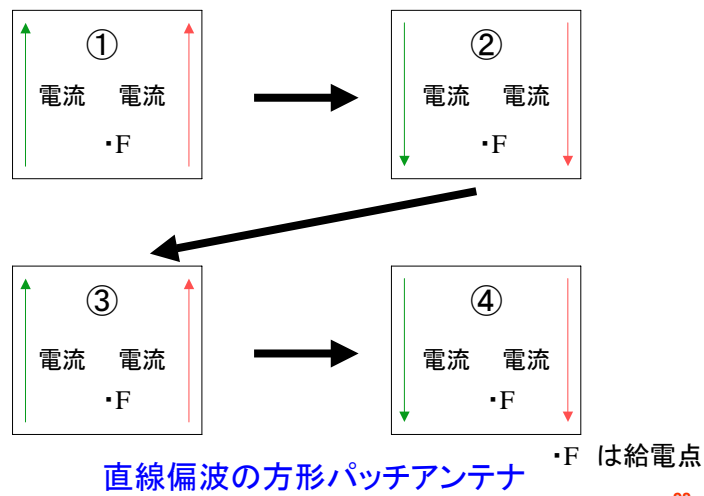 ①
電流 電流
・F
②
電流 電流
・F
③
電流 電流
・F
④
電流 電流
・F
・F は給電点
直線偏波の方形パッチアンテナ